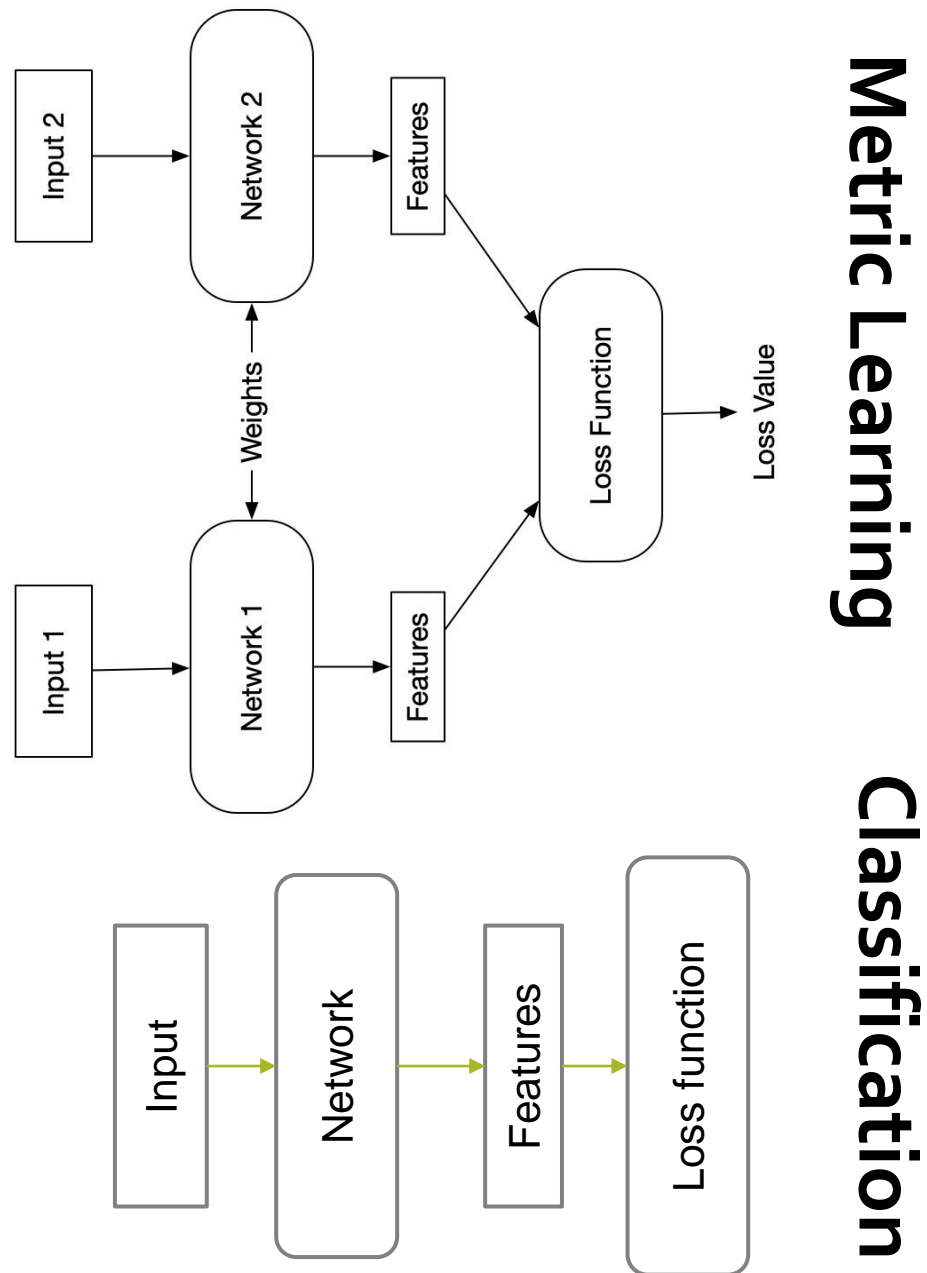 Metric Learning
Input 1
Network 1
Features
Weights
Input 2
Network 2
Features
Loss Function
Loss Value
Classification
Input
Network
Features
Loss function